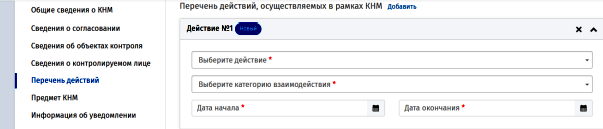 Общие сведения о КНМ
Сведения о согласовании
Сведения об объектах контроля
Сведения о контролируемом лице
Перечень действий
Предмет КНМ
Информация об уведомлении
Перечень действий, осуществляемых в рамках КНМ Добавить
Действие №1 Новый
Выберите действие *
Выберите категорию взаимодействия *
Дата начала * Дата окончания *